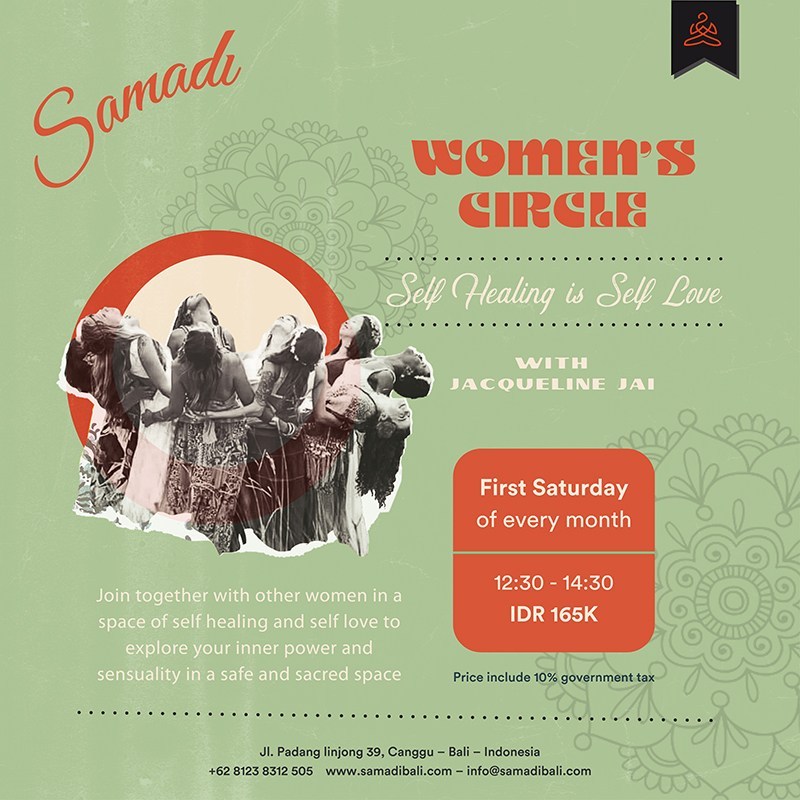 Samadi
WOMEN'S
CIRCLE
Self Healing is Self Love
WITH
JACQUELINE JAI
First Saturday
of every month
12:30 - 14:30
IDR 165K
Price include 10% government tax
Join together with other women in a
space of self healing and self love to
explore your inner power and
sensuality in a safe and sacred space
Jl. Padang linjong 39, Canggu – Bali – Indonesia
+62 8123 8312 505 www.samadibali.com – info@samadibali.com